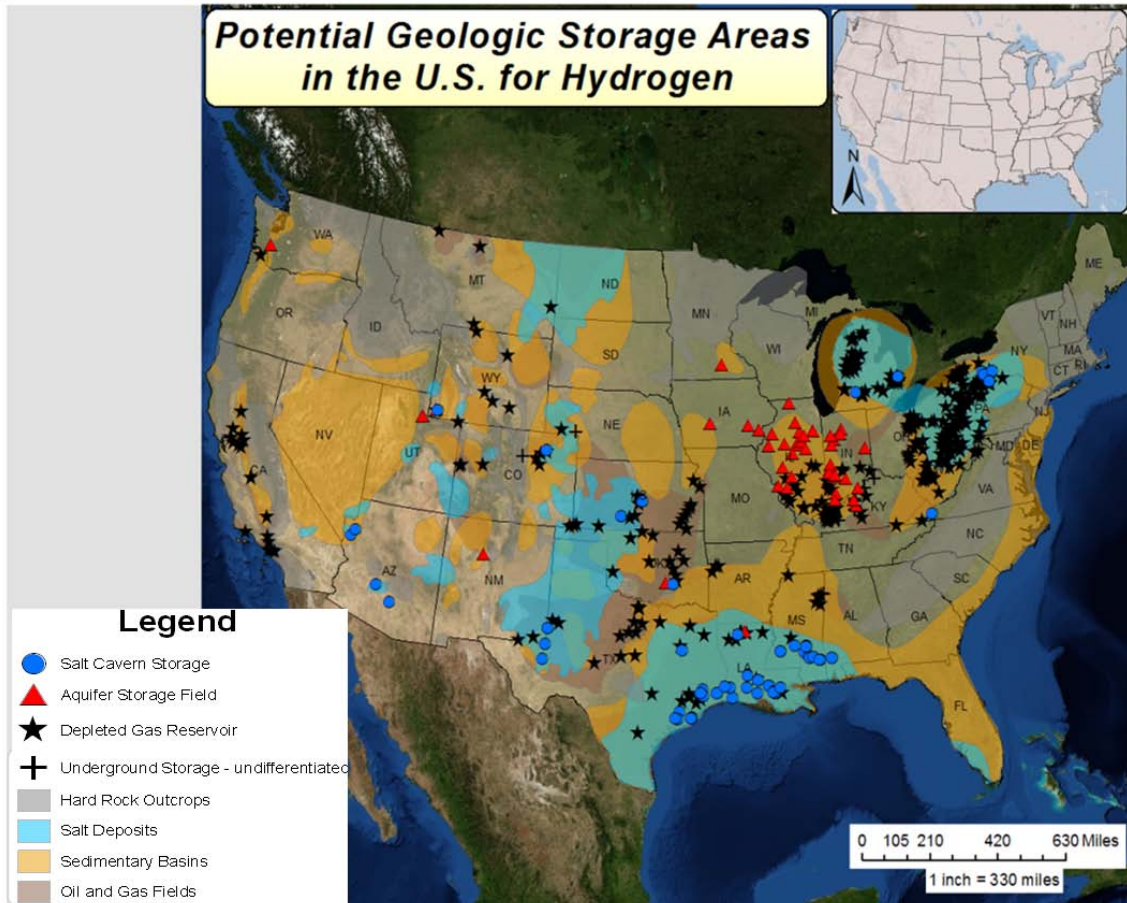 Potential Geologic Storage Areas
in the U.S. for Hydrogen
N
WA
MT
ND
MN
ME
OR
ID
SD
WI
MI
VT
NH
NY
MA
CT
RI
WY
IA
PA
NJ
NV
NE
IN
MD
DE
UT
CO
CA
MO
KY
VA
TN
NC
AZ
NM
AR
SC
MS
AL
GA
TX
LA
FL
Legend
Salt Cavern Storage
Aquifer Storage Field
Depleted Gas Reservoir
Underground Storage - undifferentiated
Hard Rock Outcrops
Salt Deposits
Sedimentary Basins
Oil and Gas Fields
0 105 210 420 630 Miles
1 inch = 330 miles